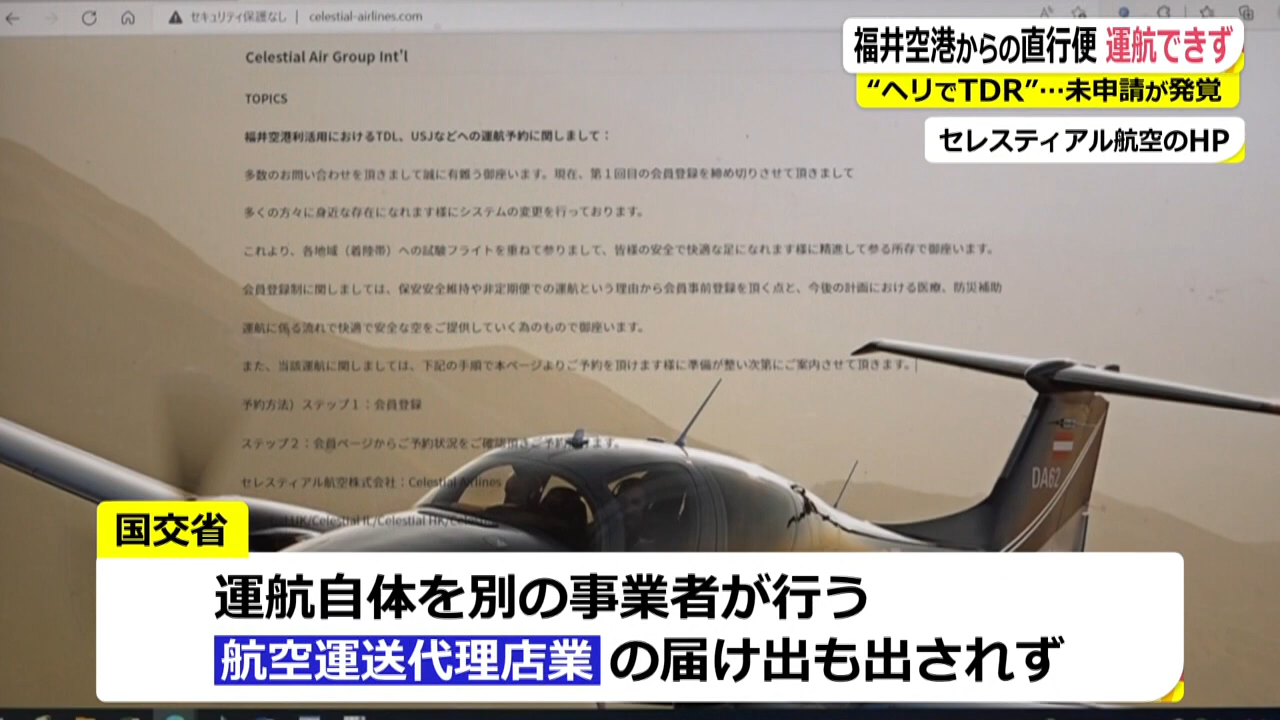 セキュリティ保護なし | celestial-airlines.com
福井空港からの直行便 運航できず
“ヘリでTDR”…未申請が発覚
セレスティアル航空のHP
Celestial Air Group Int'l
TOPICS
福井空港利活用におけるTDL、USJなどへの運航予約に関しまして：
多数のお問い合わせを頂きまして誠に有難う御座います。現在、第１回目の会員登録を締め切りさせて頂きまして
多くの方々に身近な存在になれます様にシステムの変更を行っております。
これより、各地域（着陸帯）への試験フライトを重ねて参りまして、皆様の安全で快適な足になれます様に精進して参る所存で御座います。
会員登録制に関しましては、保安安全維持や非定期便での運航という理由から会員事前登録を頂く点と、今後の計画における医療、防災補助
運航に係る流れで快適で安全な空をご提供していく為のもので御座います。
また、当該運航に関しましては、下記の手順で本ページよりご予約を頂けます様に準備が整い次第にご案内させて頂きます。
予約方法）ステップ１：会員登録
ステップ２：会員ページからご予約状況をご確認頂きご予約
セレスティアル航空株式会社：Celestial Airlines
UK/Celestial IL/Celestial HK/
DA62
国交省
運航自体を別の事業者が行う
航空運送代理店業の届け出も出されず